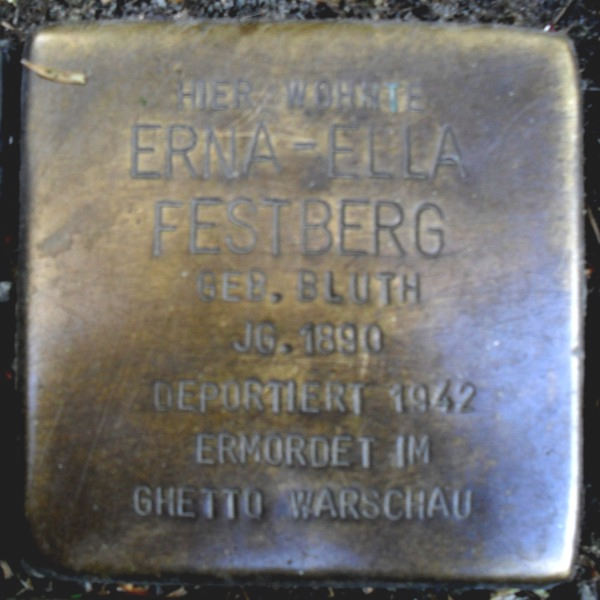 HIER WOHNTE
ERNA-ELLA
FESTBERG
GEB. BLUTH
JG. 1890
DEPORTIERT 1942
ERMORDET IM
GHETTO WARSCHAU